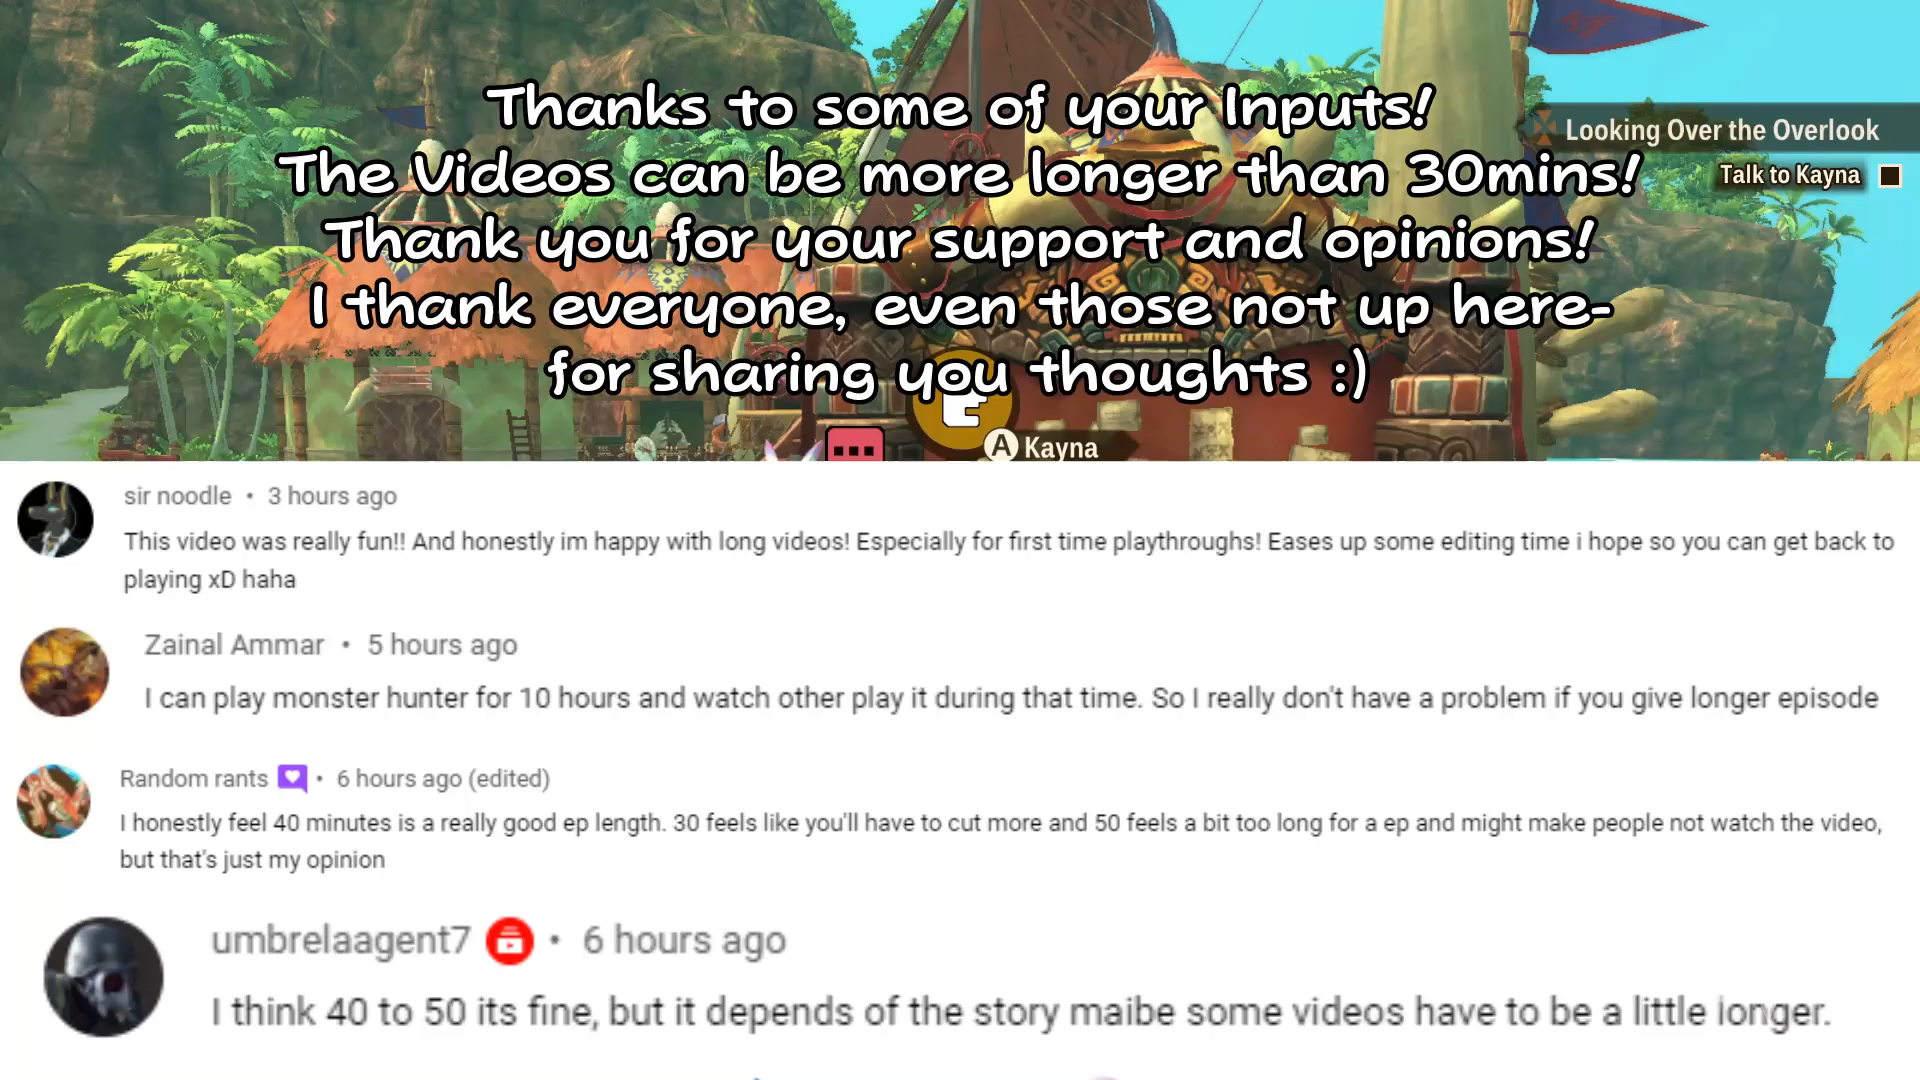 Thanks to some of your Inputs!
The Videos can be more longer than 30mins!
Thank you for your support and opinions!
I thank everyone, even those not up here-
for sharing you thoughts :)
Looking Over the Overlook
Talk to Kayna
A Kayna
sir noodle • 3 hours ago
This video was really fun!! And honestly im happy with long videos! Especially for first time playthroughs! Eases up some editing time i hope so you can get back to
playing xD haha
Zainal Ammar • 5 hours ago
I can play monster hunter for 10 hours and watch other play it during that time. So I really don't have a problem if you give longer episode
Random rants • 6 hours ago (edited)
I honestly feel 40 minutes is a really good ep length. 30 feels like you'll have to cut more and 50 feels a bit too long for a ep and might make people not watch the video,
but that's just my opinion
umbrelaagent7 • 6 hours ago
I think 40 to 50 its fine, but it depends of the story maibe some videos have to be a little longer.